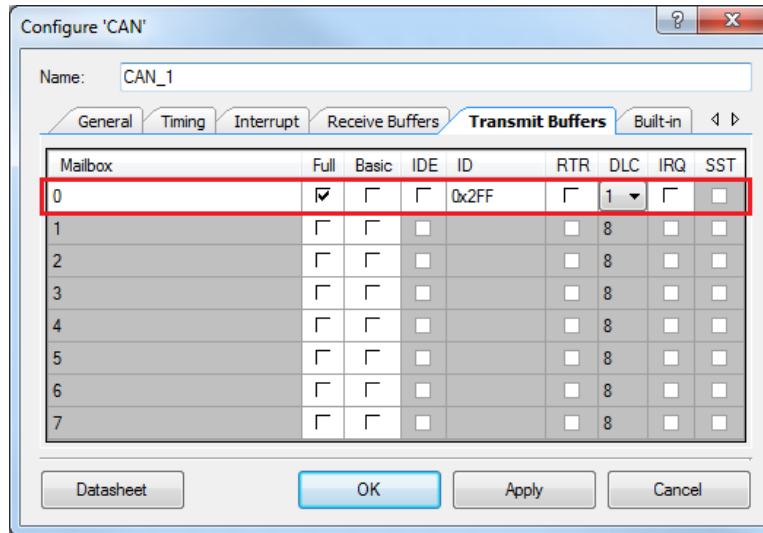 Configure 'CAN'
Name: CAN_1
General Timing Interrupt Receive Buffers Transmit Buffers Built-in
Mailbox Full Basic IDE ID RTR DLC IRQ SST
0 0x2FF 1
1 8
2 8
3 8
4 8
5 8
6 8
7 8
Datasheet OK Apply Cancel